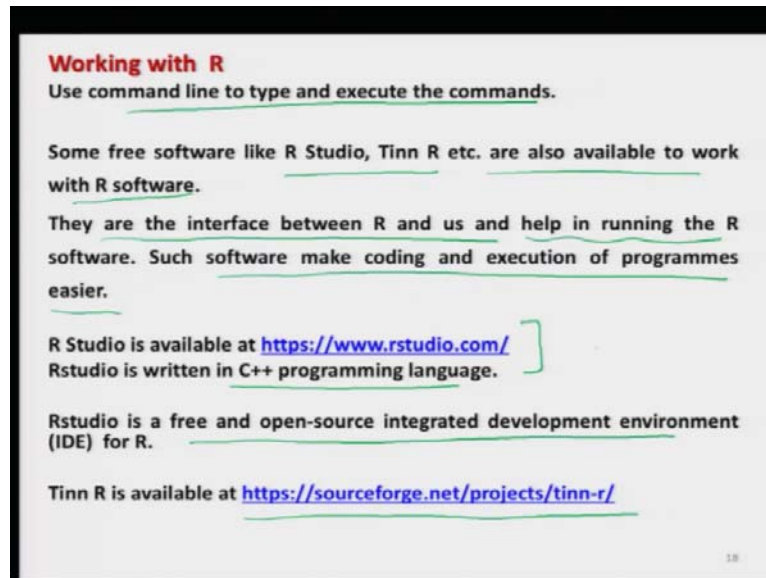 Working with R
Use command line to type and execute the commands.
Some free software like R Studio, Tinn R etc. are also available to work
with R software.
They are the interface between R and us and help in running the R
software. Such software make coding and execution of programmes
easier.
R Studio is available at https://www.rstudio.com/
Rstudio is written in C++ programming language.
Rstudio is a free and open-source integrated development environment
(IDE) for R.
Tinn R is available at https://sourceforge.net/projects/tinn-r/
18